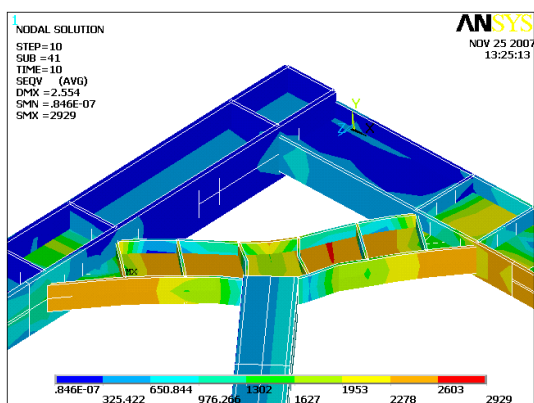 1
NODAL SOLUTION
STEP=10
SUB =41
TIME=10
SEQV (AVG)
DMX =2.554
SMN =.846E-07
SMX =2929
ANSYS
NOV 25 2007
13:25:13
Y
Z X
MX
.846E-07 650.844 1302 1953 2603
325.422 976.266 1627 2278 2929